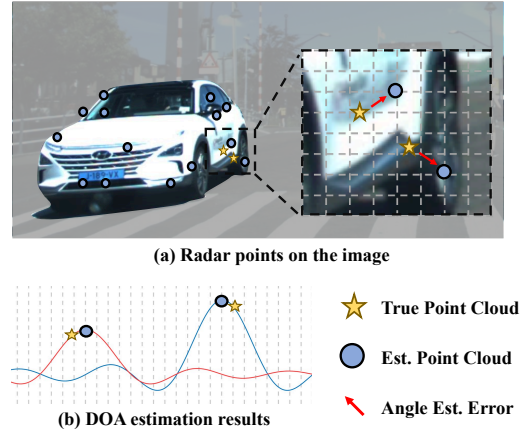 (a) Radar points on the image
True Point Cloud
Est. Point Cloud
Angle Est. Error
(b) DOA estimation results